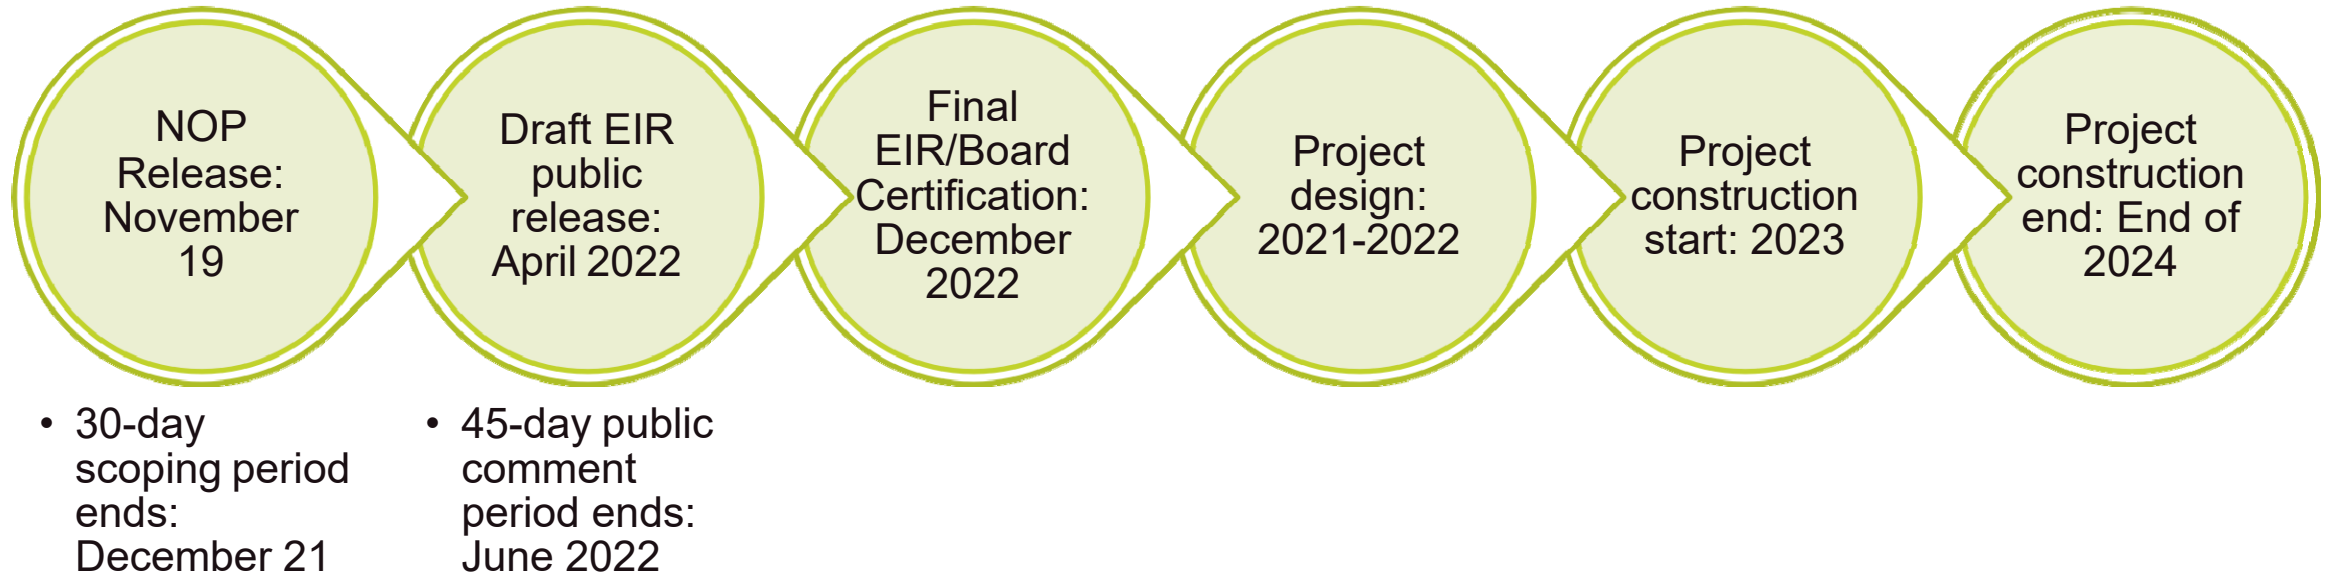 NOP
Release:
November
19
Draft EIR
public
release:
April 2022
Final
EIR/Board
Certification:
December
2022
Project
design:
2021-2022
Project
construction
start: 2023
Project
construction
end: End of
2024
• 30-day
scoping period
ends:
December 21
• 45-day public
comment
period ends:
June 2022